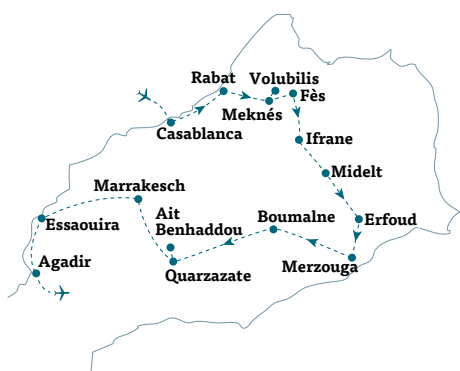 Rabat
Volubilis
Fès
Meknés
Casablanca
Ifrane
Midelt
Marrakesch
Ait
Benhaddou
Boumalne
Erfoud
Essaouira
Agadir
Quarzazate
Merzouga